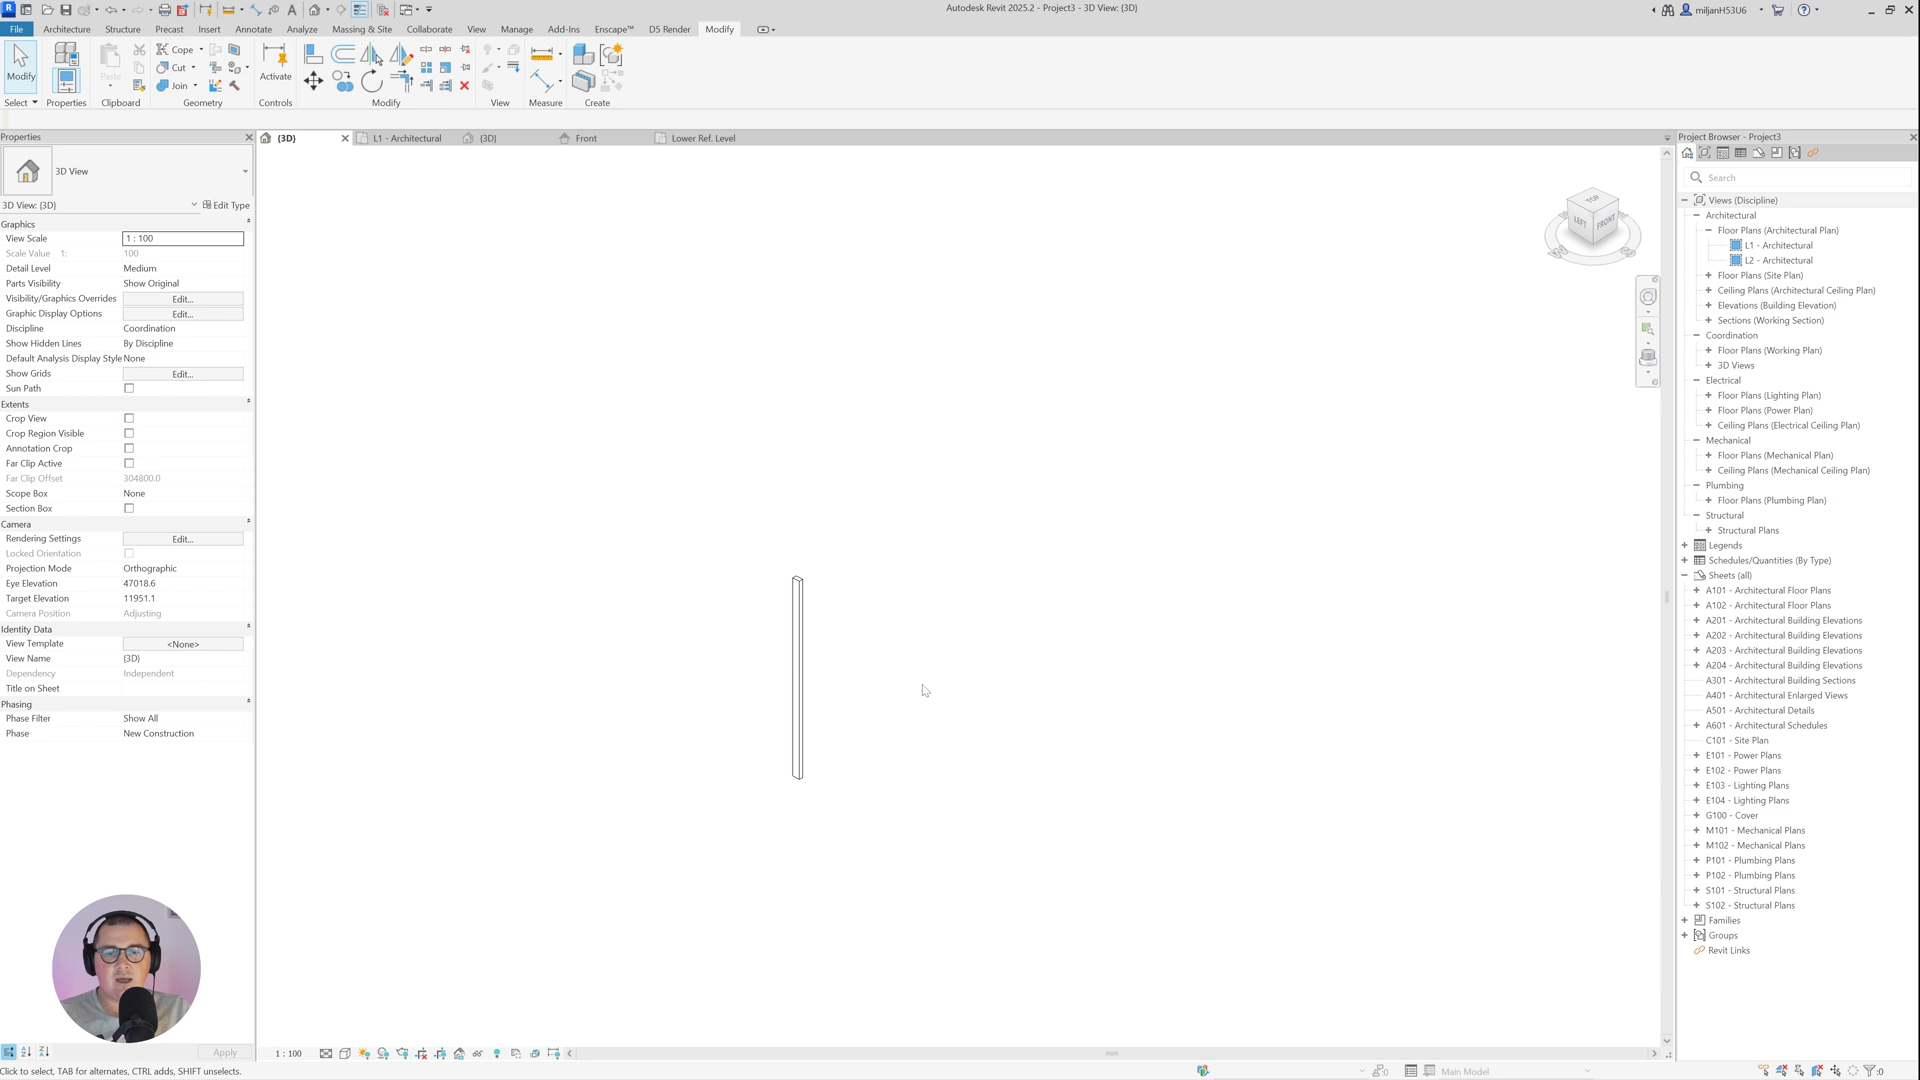 Autodesk Revit 2025.2 - Project3 - 3D View: {3D}
miljanH53U6
File Architecture Structure Precast Insert Annotate Analyze Massing & Site Collaborate View Manage Add-Ins Enscape™ D5 Render Modify
Modify Paste Cope Cut Join Activate
Select Properties Clipboard Geometry Controls Modify View Measure Create
Properties
{3D} L1 - Architectural {3D} Front Lower Ref. Level
3D View
3D View: {3D} Edit Type
Graphics
View Scale 1 : 100
Scale Value 1: 100
Detail Level Medium
Parts Visibility Show Original
Visibility/Graphics Overrides Edit...
Graphic Display Options Edit...
Discipline Coordination
Show Hidden Lines By Discipline
Default Analysis Display Style None
Show Grids Edit...
Sun Path
Extents
Crop View
Crop Region Visible
Annotation Crop
Far Clip Active
Far Clip Offset 304800.0
Scope Box None
Section Box
Camera
Rendering Settings Edit...
Locked Orientation
Projection Mode Orthographic
Eye Elevation 47018.6
Target Elevation 11951.1
Camera Position Adjusting
Identity Data
View Template <None>
View Name {3D}
Dependency Independent
Title on Sheet
Phasing
Phase Filter Show All
Phase New Construction
Apply
TOP
LEFT FRONT
1 : 100
Click to select, TAB for alternates, CTRL adds, SHIFT unselects.
:0
Main Model
:0
Project Browser - Project3
Search
Views (Discipline)
Architectural
Floor Plans (Architectural Plan)
L1 - Architectural
L2 - Architectural
Floor Plans (Site Plan)
Ceiling Plans (Architectural Ceiling Plan)
Elevations (Building Elevation)
Sections (Working Section)
Coordination
Floor Plans (Working Plan)
3D Views
Electrical
Floor Plans (Lighting Plan)
Floor Plans (Power Plan)
Ceiling Plans (Electrical Ceiling Plan)
Mechanical
Floor Plans (Mechanical Plan)
Ceiling Plans (Mechanical Ceiling Plan)
Plumbing
Floor Plans (Plumbing Plan)
Structural
Structural Plans
Legends
Schedules/Quantities (By Type)
Sheets (all)
A101 - Architectural Floor Plans
A102 - Architectural Floor Plans
A201 - Architectural Building Elevations
A202 - Architectural Building Elevations
A203 - Architectural Building Elevations
A204 - Architectural Building Elevations
A301 - Architectural Building Sections
A401 - Architectural Enlarged Views
A501 - Architectural Details
A601 - Architectural Schedules
C101 - Site Plan
E101 - Power Plans
E102 - Power Plans
E103 - Lighting Plans
E104 - Lighting Plans
G100 - Cover
M101 - Mechanical Plans
M102 - Mechanical Plans
P101 - Plumbing Plans
P102 - Plumbing Plans
S101 - Structural Plans
S102 - Structural Plans
Families
Groups
Revit Links